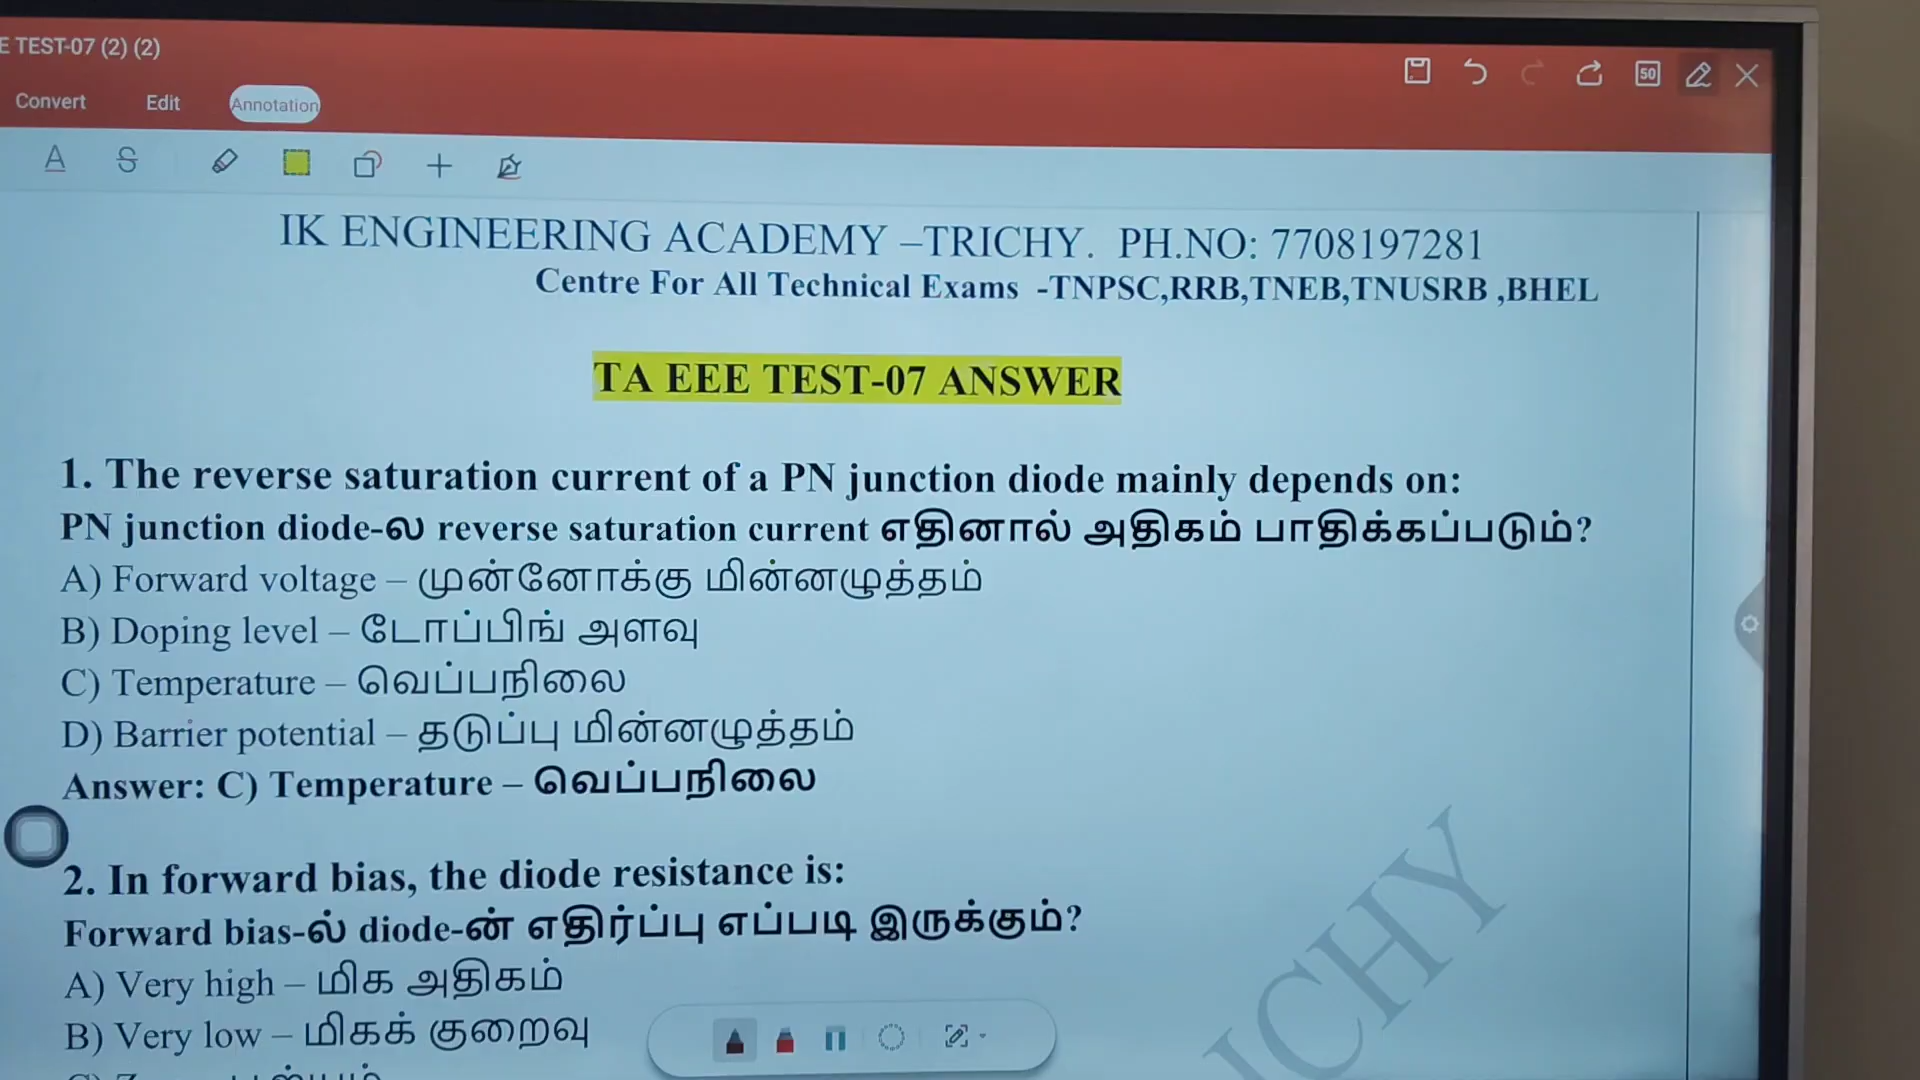 E TEST-07 (2) (2)
Convert Edit Annotation
50
IK ENGINEERING ACADEMY –TRICHY. PH.NO: 7708197281
Centre For All Technical Exams -TNPSC,RRB,TNEB,TNUSRB ,BHEL
TA EEE TEST-07 ANSWER
1. The reverse saturation current of a PN junction diode mainly depends on:
PN junction diode-ல reverse saturation current எதினால் அதிகம் பாதிக்கப்படும்?
A) Forward voltage – முன்னோக்கு மின்னழுத்தம்
B) Doping level – டோப்பிங் அளவு
C) Temperature – வெப்பநிலை
D) Barrier potential – தடுப்பு மின்னழுத்தம்
Answer: C) Temperature – வெப்பநிலை
2. In forward bias, the diode resistance is:
Forward bias-ல் diode-ன் எதிர்ப்பு எப்படி இருக்கும்?
A) Very high – மிக அதிகம்
B) Very low – மிகக் குறைவு
ICHY